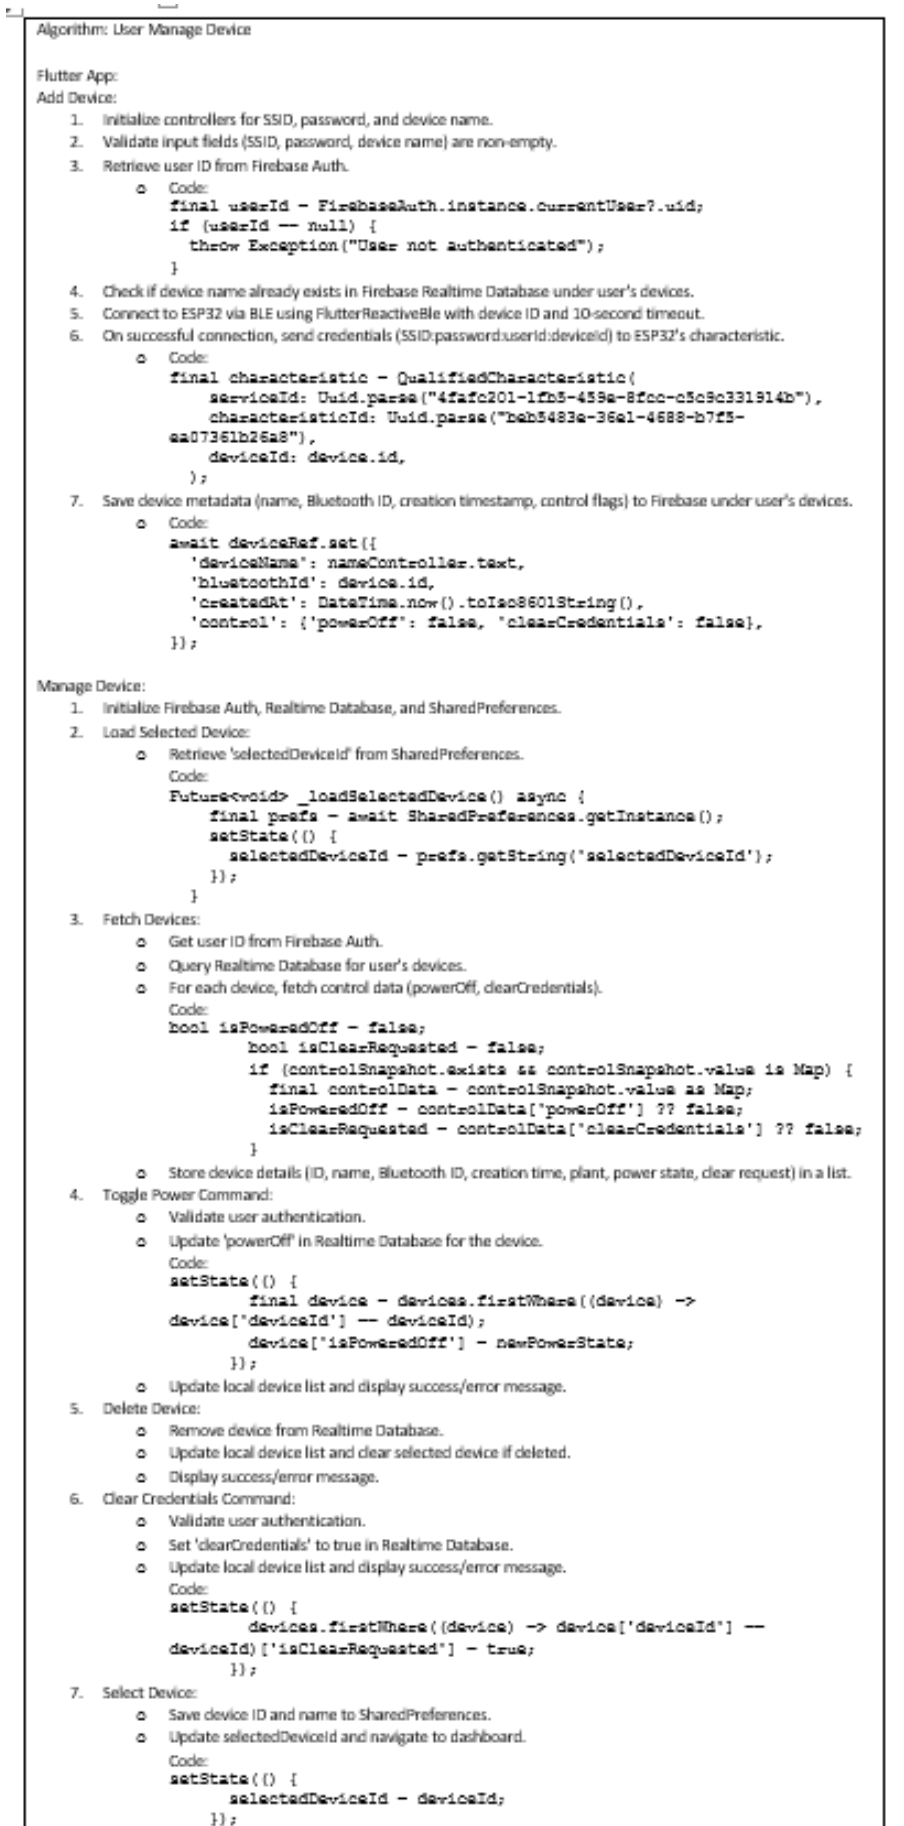 Algorithm: User Manage Device
Flutter App:
Add Device:
1. Initialize controllers for SSID, password, and device name.
2. Validate input fields (SSID, password, device name) are non-empty.
3. Retrieve user ID from Firebase Auth.
o Code:
final userId = FirebaseAuth.instance.currentUser?.uid;
if (userId == null) {
throw Exception("User not authenticated");
}
4. Check if device name already exists in Firebase Realtime Database under user's devices.
5. Connect to ESP32 via BLE using FlutterReactiveBle with device ID and 10-second timeout.
6. On successful connection, send credentials (SSID:password:userId:deviceId) to ESP32's characteristic.
o Code:
final characteristic = QualifiedCharacteristic(
serviceId: Uuid.parse("4fafc201-1fb5-459e-8fcc-c5c9c331914b"),
characteristicId: Uuid.parse("beb5483e-36e1-4688-b7f5-
ea07361b26a8"),
deviceId: device.id,
);
7. Save device metadata (name, Bluetooth ID, creation timestamp, control flags) to Firebase under user's devices.
o Code:
await deviceRef.set({
'deviceName': nameController.text,
'bluetoothId': device.id,
'createdAt': DateTime.now().toIso8601String(),
'control': {'powerOff': false, 'clearCredentials': false},
});
Manage Device:
1. Initialize Firebase Auth, Realtime Database, and SharedPreferences.
2. Load Selected Device:
o Retrieve 'selectedDeviceId' from SharedPreferences.
Code:
Future<void> _loadSelectedDevice() async {
final prefs = await SharedPreferences.getInstance();
setState(() {
selectedDeviceId = prefs.getString('selectedDeviceId');
});
}
3. Fetch Devices:
o Get user ID from Firebase Auth.
o Query Realtime Database for user's devices.
o For each device, fetch control data (powerOff, clearCredentials).
Code:
bool isPoweredOff = false;
bool isClearRequested = false;
if (controlSnapshot.exists && controlSnapshot.value is Map) {
final controlData = controlSnapshot.value as Map;
isPoweredOff = controlData['powerOff'] ?? false;
isClearRequested = controlData['clearCredentials'] ?? false;
}
o Store device details (ID, name, Bluetooth ID, creation time, plant, power state, clear request) in a list.
4. Toggle Power Command:
o Validate user authentication.
o Update 'powerOff' in Realtime Database for the device.
Code:
setState(() {
final device = devices.firstWhere((device) =>
device['deviceId'] == deviceId);
device['isPoweredOff'] = newPowerState;
});
o Update local device list and display success/error message.
5. Delete Device:
o Remove device from Realtime Database.
o Update local device list and clear selected device if deleted.
o Display success/error message.
6. Clear Credentials Command:
o Validate user authentication.
o Set 'clearCredentials' to true in Realtime Database.
o Update local device list and display success/error message.
Code:
setState(() {
devices.firstWhere((device) => device['deviceId'] ==
deviceId)['isClearRequested'] = true;
});
7. Select Device:
o Save device ID and name to SharedPreferences.
o Update selectedDeviceId and navigate to dashboard.
Code:
setState(() {
selectedDeviceId = deviceId;
});